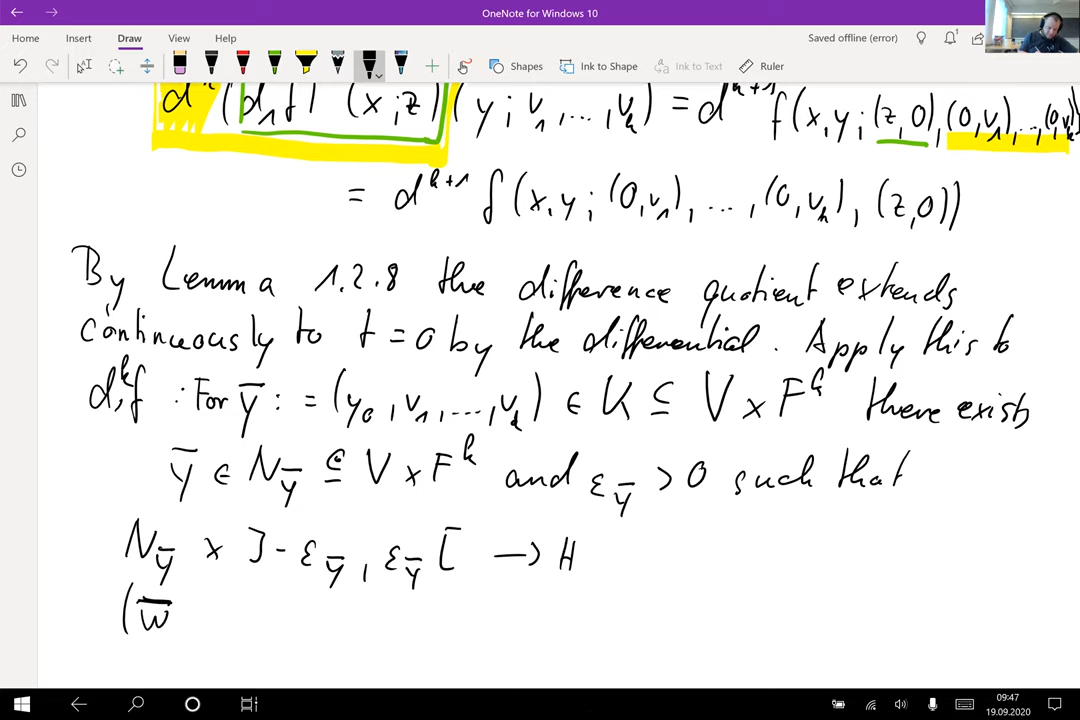 OneNote for Windows 10
Home Insert Draw View Help Saved offline (error)
Shapes Ink to Shape Ink to Text Ruler
d^k (d_1 f) (x ; z) (y ; v_1, ..., v_k) = d^{k+1} f(x, y ; (z, 0), (0, v_1), ..., (0, v_k)
= d^{k+1} f (x, y ; (0, v_1), ..., (0, v_k), (z, 0))
By Lemma 1.2.8 the difference quotient extends
continuously to t = 0 by the differential. Apply this to
d_1^k f : For ȳ := (y_0, v_1, ..., v_k) ∈ K ⊆ V × F^k there exists
ȳ ∈ N_ȳ ⊆ V × F^k and ε_ȳ > 0 such that
N_ȳ × ]-ε_ȳ, ε_ȳ[ → H
(w̄
09:47
19.09.2020